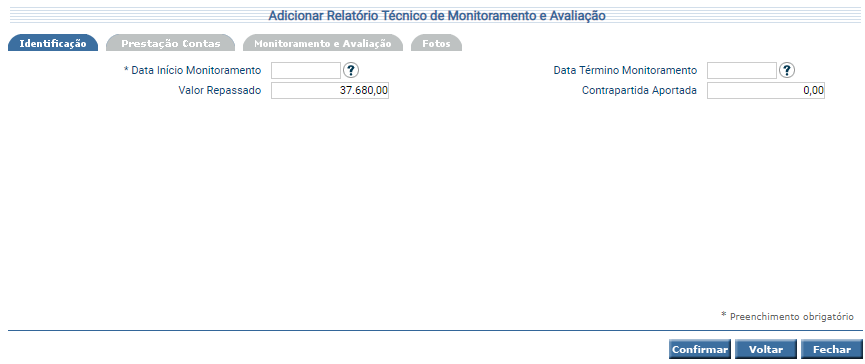 Adicionar Relatório Técnico de Monitoramento e Avaliação
Identificação Prestação Contas Monitoramento e Avaliação Fotos
* Data Início Monitoramento ? Data Término Monitoramento ?
Valor Repassado 37.680,00 Contrapartida Aportada 0,00
* Preenchimento obrigatório
Confirmar Voltar Fechar